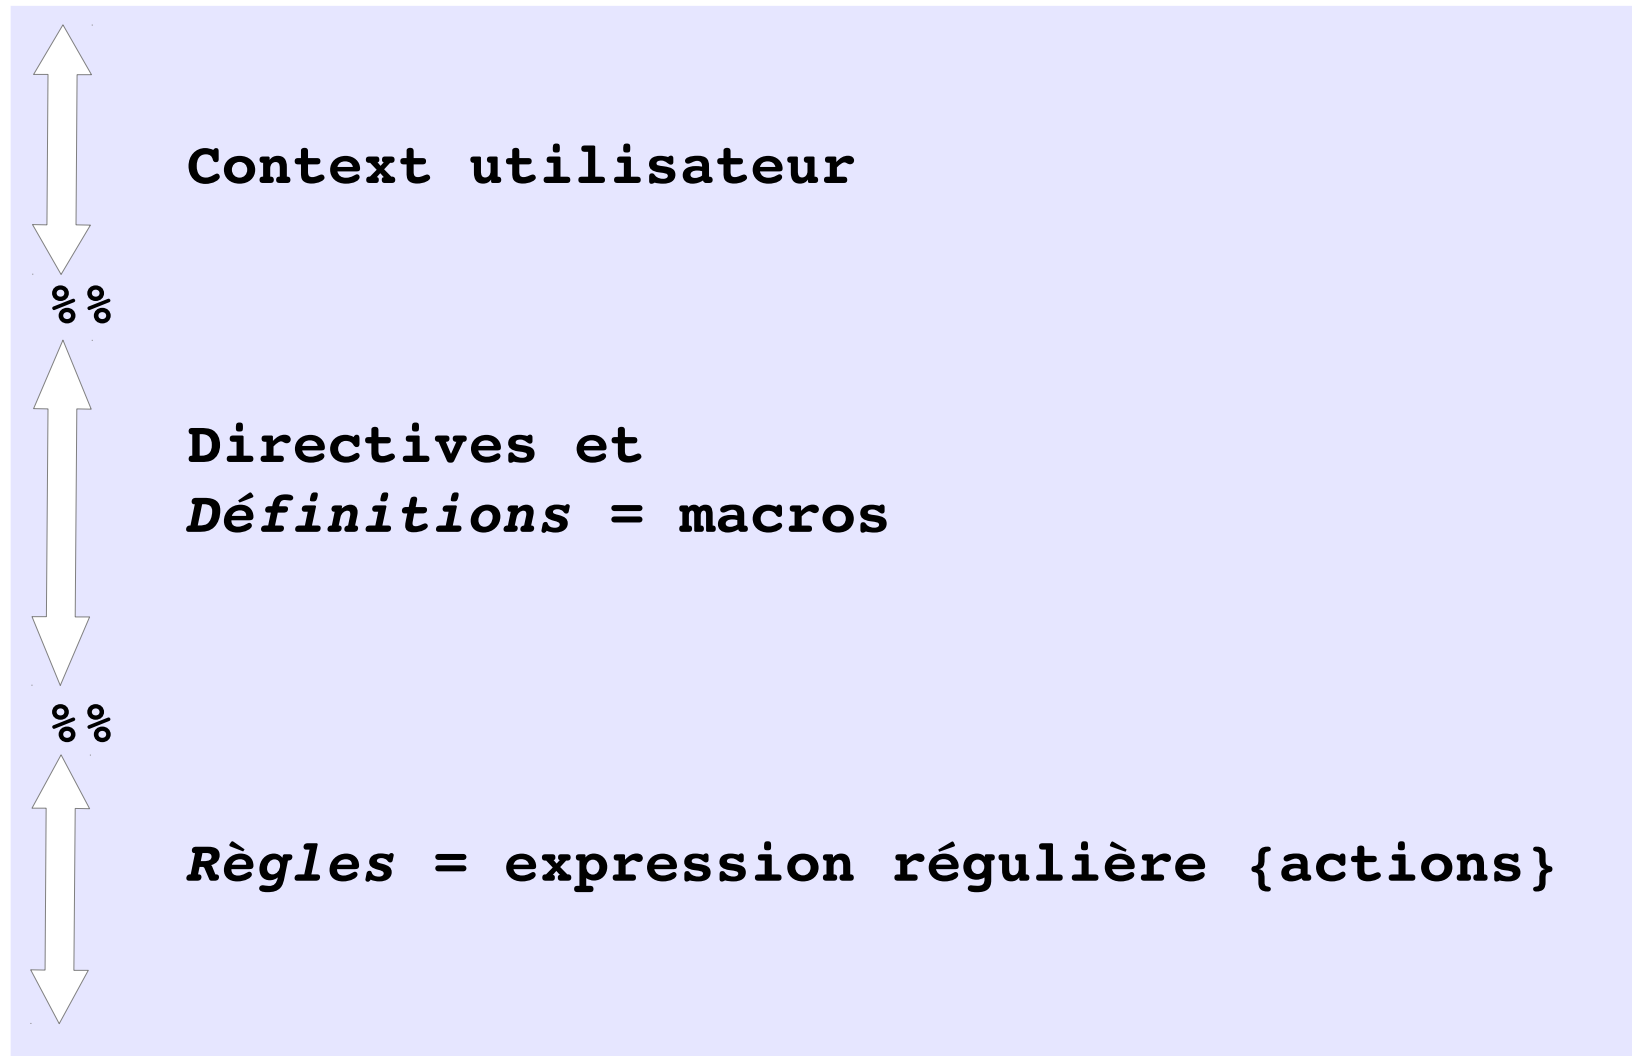 Context utilisateur
%%
Directives et
Définitions = macros
%%
Règles = expression régulière {actions}